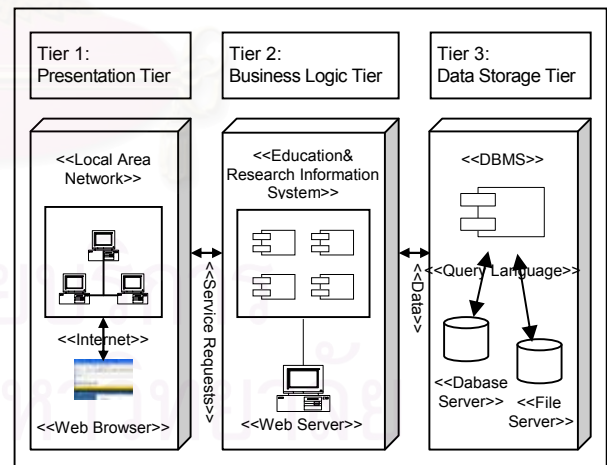 Tier 1:
Presentation Tier
Tier 2:
Business Logic Tier
Tier 3:
Data Storage Tier
<<Local Area
Network>>
<<Internet>>
<<Web Browser>>
<<Service Requests>>
<<Education&
Research Information
System>>
<<Web Server>>
<<Data>>
<<DBMS>>
<<Query Language>>
<<Dabase
Server>>
<<File
Server>>